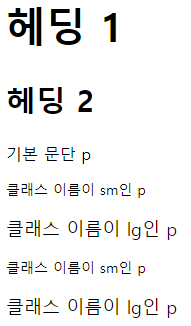 헤딩 1
헤딩 2
기본 문단 p
클래스 이름이 sm인 p
클래스 이름이 lg인 p
클래스 이름이 sm인 p
클래스 이름이 lg인 p